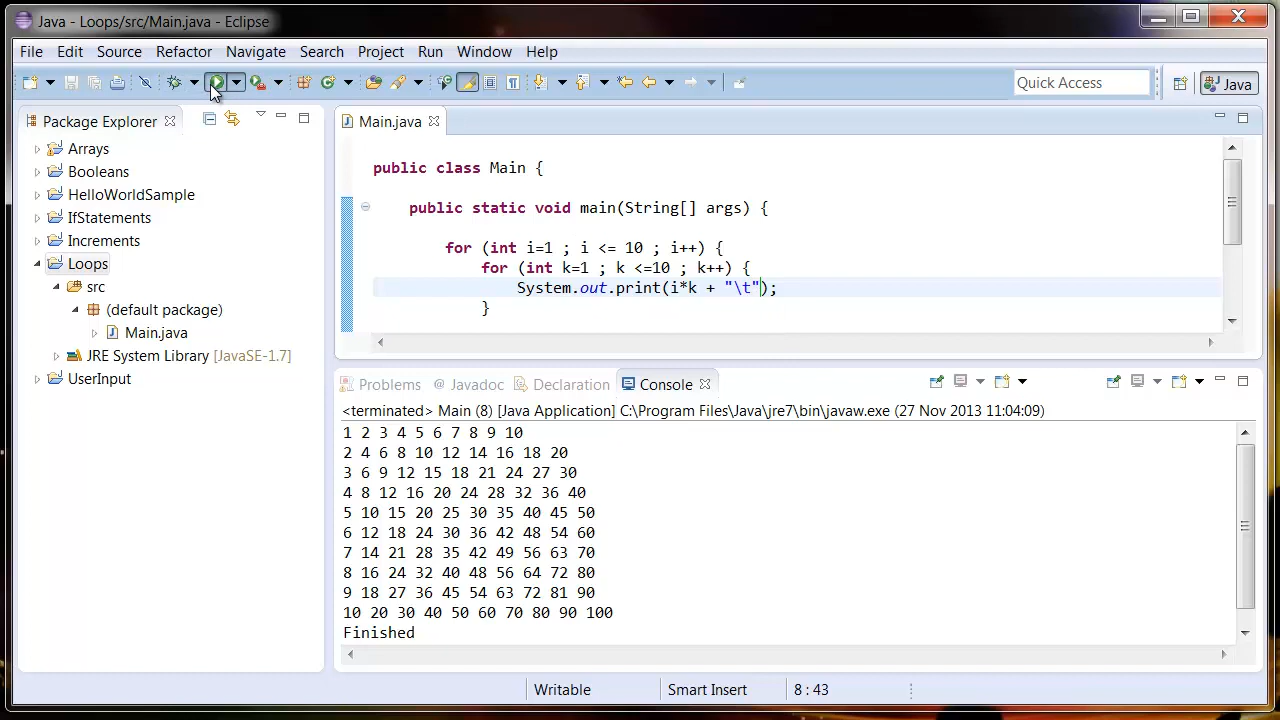 Java - Loops/src/Main.java - Eclipse
File Edit Source Refactor Navigate Search Project Run Window Help
Quick Access
Java
Package Explorer
Arrays
Booleans
HelloWorldSample
IfStatements
Increments
Loops
src
(default package)
Main.java
JRE System Library [JavaSE-1.7]
UserInput
Main.java
public class Main {
public static void main(String[] args) {
for (int i=1 ; i <= 10 ; i++) {
for (int k=1 ; k <=10 ; k++) {
System.out.print(i*k + "\t");
}
Problems @ Javadoc Declaration Console
<terminated> Main (8) [Java Application] C:\Program Files\Java\jre7\bin\javaw.exe (27 Nov 2013 11:04:09)
1 2 3 4 5 6 7 8 9 10
2 4 6 8 10 12 14 16 18 20
3 6 9 12 15 18 21 24 27 30
4 8 12 16 20 24 28 32 36 40
5 10 15 20 25 30 35 40 45 50
6 12 18 24 30 36 42 48 54 60
7 14 21 28 35 42 49 56 63 70
8 16 24 32 40 48 56 64 72 80
9 18 27 36 45 54 63 72 81 90
10 20 30 40 50 60 70 80 90 100
Finished
Writable Smart Insert 8 : 43